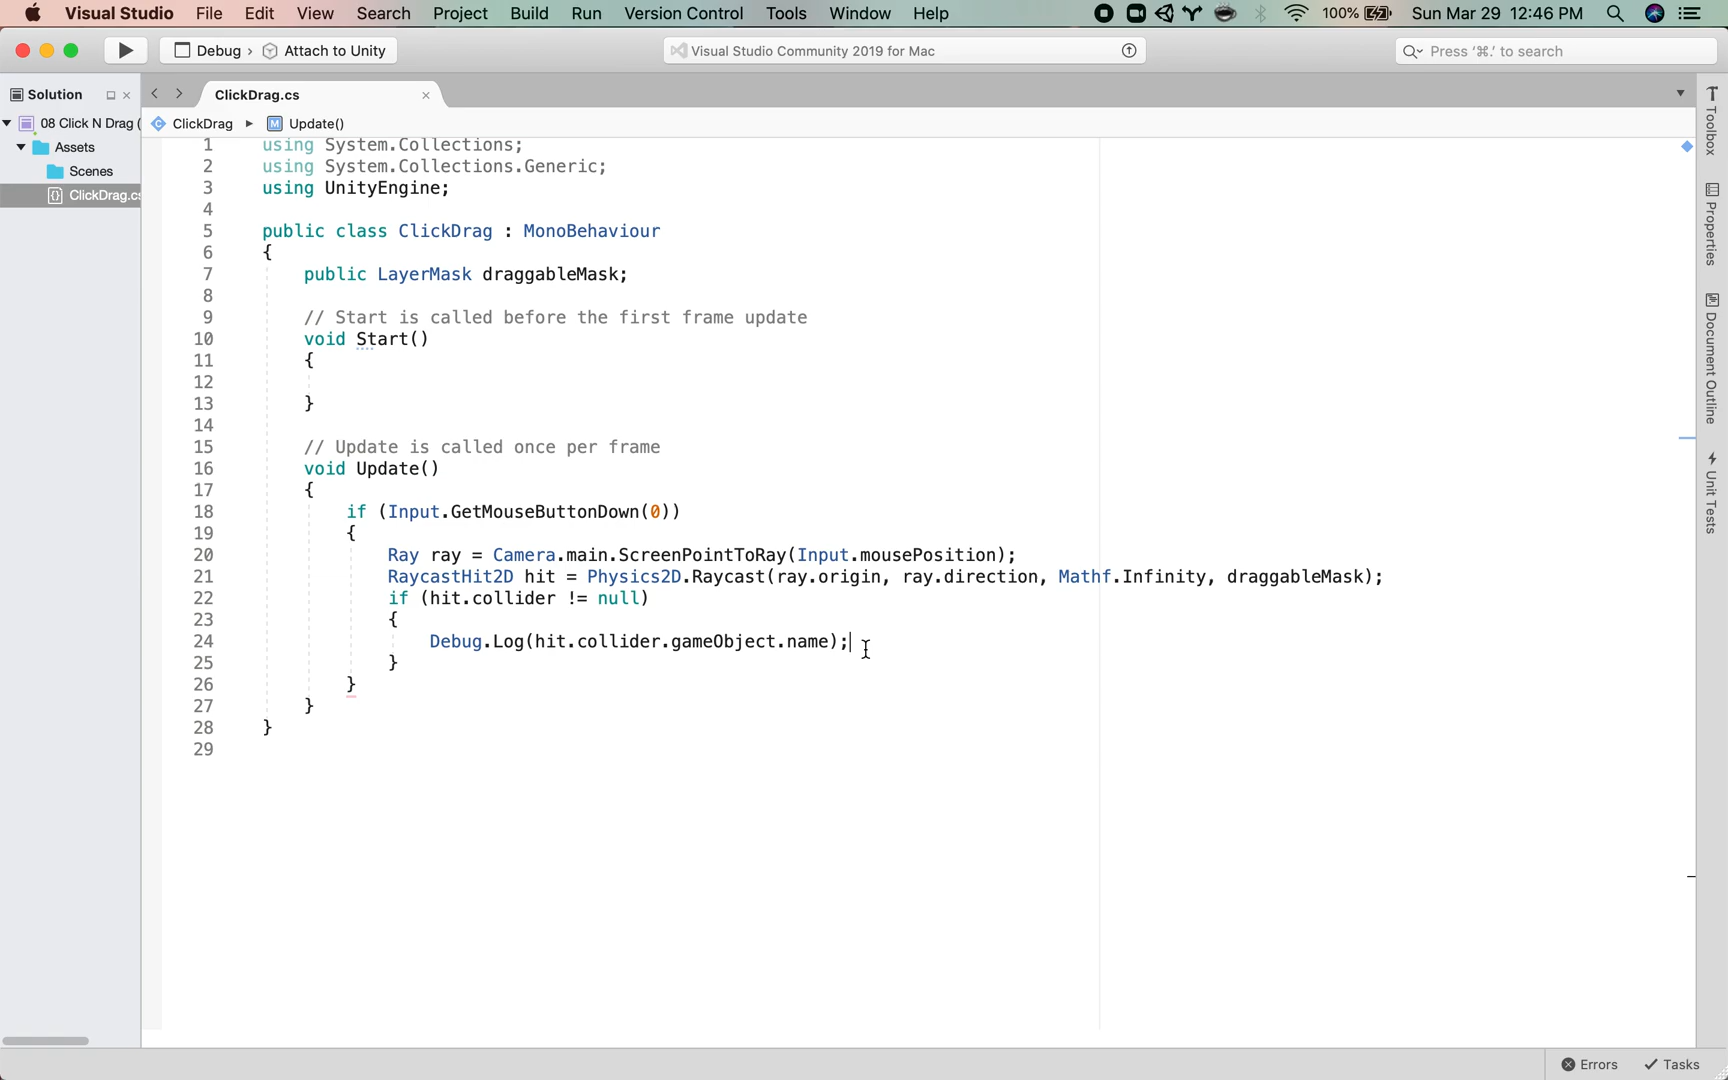 Visual Studio File Edit View Search Project Build Run Version Control Tools Window Help 100% Sun Mar 29 12:46 PM
Debug › Attach to Unity Visual Studio Community 2019 for Mac Press '⌘.' to search
Solution ClickDrag.cs
08 Click N Drag ( ClickDrag ▸ M Update()
Assets
Scenes
{} ClickDrag.cs
1 using System.Collections;
2 using System.Collections.Generic;
3 using UnityEngine;
4
5 public class ClickDrag : MonoBehaviour
6 {
7 public LayerMask draggableMask;
8
9 // Start is called before the first frame update
10 void Start()
11 {
12
13 }
14
15 // Update is called once per frame
16 void Update()
17 {
18 if (Input.GetMouseButtonDown(0))
19 {
20 Ray ray = Camera.main.ScreenPointToRay(Input.mousePosition);
21 RaycastHit2D hit = Physics2D.Raycast(ray.origin, ray.direction, Mathf.Infinity, draggableMask);
22 if (hit.collider != null)
23 {
24 Debug.Log(hit.collider.gameObject.name);
25 }
26 }
27 }
28 }
29
Toolbox
Properties
Document Outline
Unit Tests
Errors Tasks